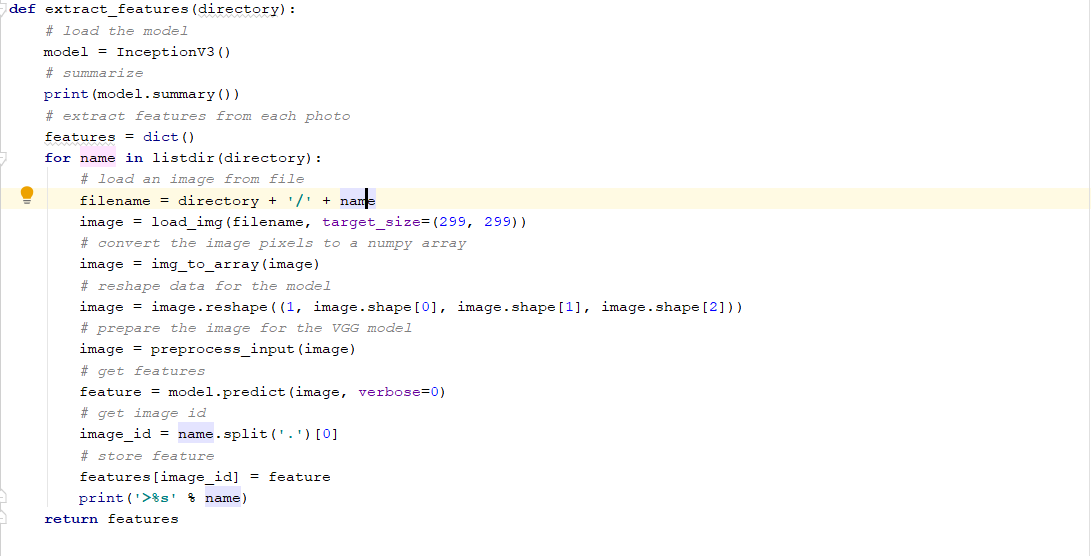 def extract_features(directory):
    # load the model
    model = InceptionV3()
    # summarize
    print(model.summary())
    # extract features from each photo
    features = dict()
    for name in listdir(directory):
        # load an image from file
        filename = directory + '/' + name
        image = load_img(filename, target_size=(299, 299))
        # convert the image pixels to a numpy array
        image = img_to_array(image)
        # reshape data for the model
        image = image.reshape((1, image.shape[0], image.shape[1], image.shape[2]))
        # prepare the image for the VGG model
        image = preprocess_input(image)
        # get features
        feature = model.predict(image, verbose=0)
        # get image id
        image_id = name.split('.')[0]
        # store feature
        features[image_id] = feature
        print('>%s' % name)
    return features